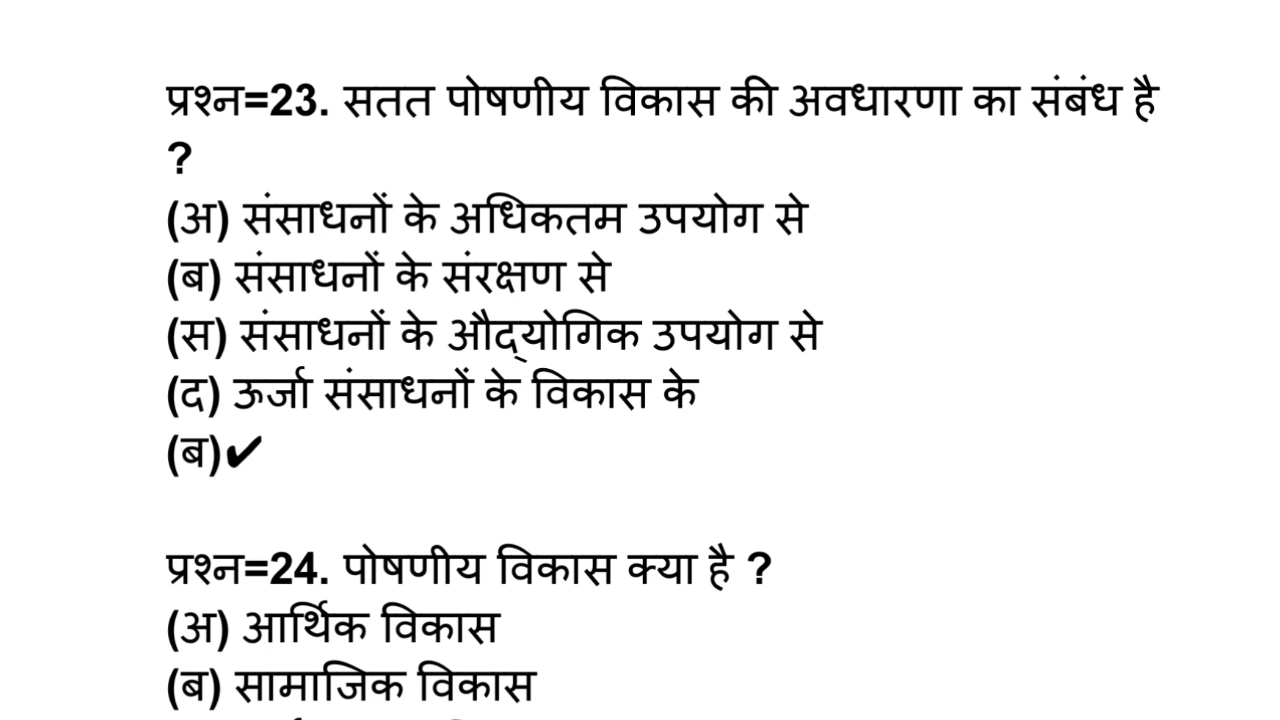 प्रश्न=23. सतत पोषणीय विकास की अवधारणा का संबंध है
?
(अ) संसाधनों के अधिकतम उपयोग से
(ब) संसाधनों के संरक्षण से
(स) संसाधनों के औद्योगिक उपयोग से
(द) ऊर्जा संसाधनों के विकास के
(ब)✔
प्रश्न=24. पोषणीय विकास क्या है ?
(अ) आर्थिक विकास
(ब) सामाजिक विकास